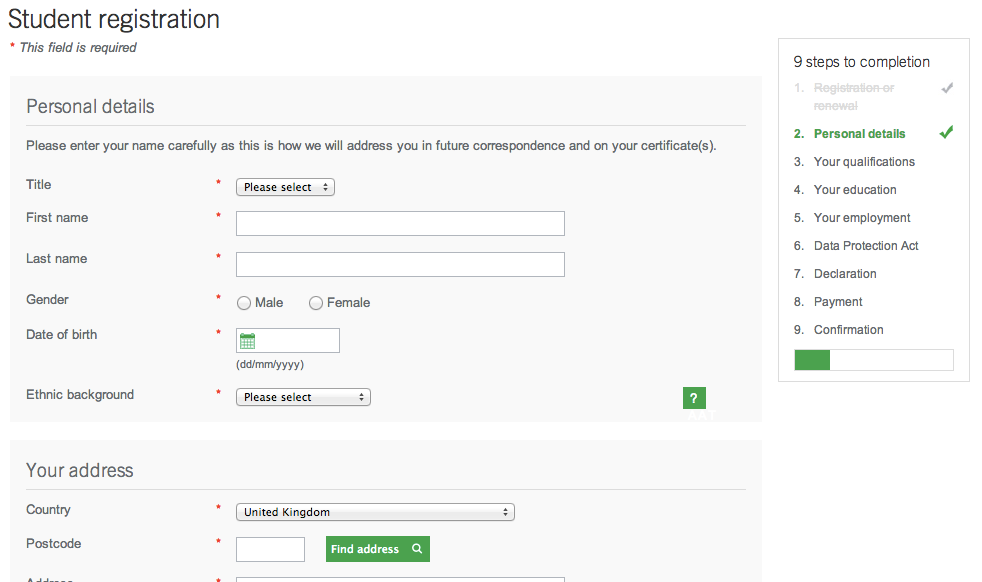 Student registration
* This field is required
Personal details
Please enter your name carefully as this is how we will address you in future correspondence and on your certificate(s).
Title * Please select
First name *
Last name *
Gender * Male Female
Date of birth *
(dd/mm/yyyy)
Ethnic background * Please select ?
Your address
Country * United Kingdom
Postcode * Find address
Address *
9 steps to completion
1. Registration or
renewal
2. Personal details
3. Your qualifications
4. Your education
5. Your employment
6. Data Protection Act
7. Declaration
8. Payment
9. Confirmation